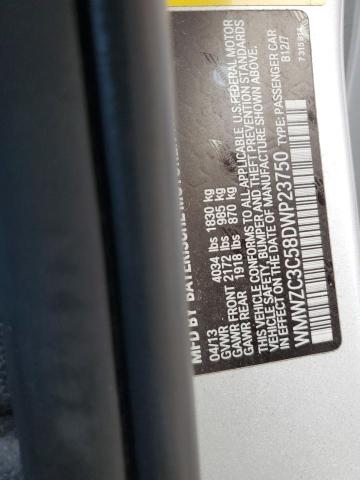 MFD BY BAYERISCHE
04/13
GVWR 4034 lbs 1830 kg
GAWR FRONT 2172 lbs 985 kg
GAWR REAR 1918 lbs 870 kg
THIS VEHICLE CONFORMS TO ALL APPLICABLE U.S. FEDERAL MOTOR
VEHICLE SAFETY, BUMPER AND THEFT PREVENTION STANDARDS
IN EFFECT ON THE DATE OF MANUFACTURE SHOWN ABOVE.
WMWZC3C58DWP23750 TYPE: PASSENGER CAR
B12/7